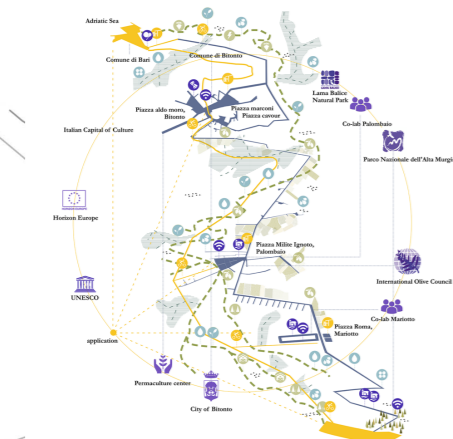 Adriatic Sea
Comune di Bari
Comune di Bitonto
Lama Balice
Natural Park
Co-lab Palombaio
Piazza aldo moro,
Bitonto
Piazza marconi
Piazza cavour
Italian Capital of Culture
Parco Nazionale dell'Alta Murgi
Horizon Europe
Piazza Milite Ignoto,
Palombaio
International Olive Council
UNESCO
Co-lab Mariotto
Piazza Roma,
Mariotto
application
Permaculture center
City of Bitonto